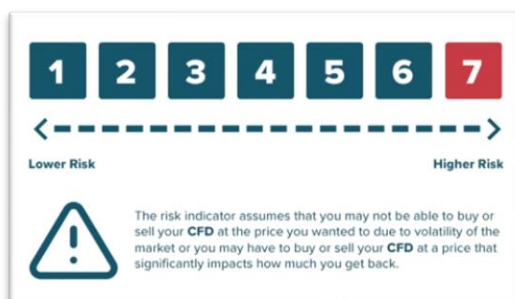 1 2 3 4 5 6 7
Lower Risk Higher Risk
!
The risk indicator assumes that you may not be able to buy or
sell your CFD at the price you wanted to due to volatility of the
market or you may have to buy or sell your CFD at a price that
significantly impacts how much you get back.